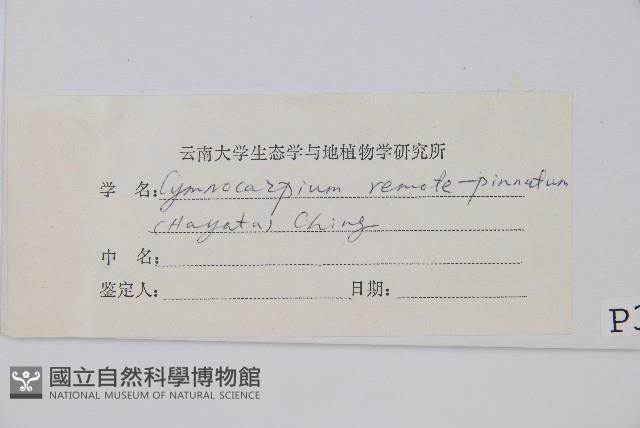 云南大学生态学与地植物学研究所
学 名: Gymnocarpium remote-pinnatum
(Hayata) Ching
中 名:
鉴定人: 日期:
P3
國立自然科學博物館
NATIONAL MUSEUM OF NATURAL SCIENCE